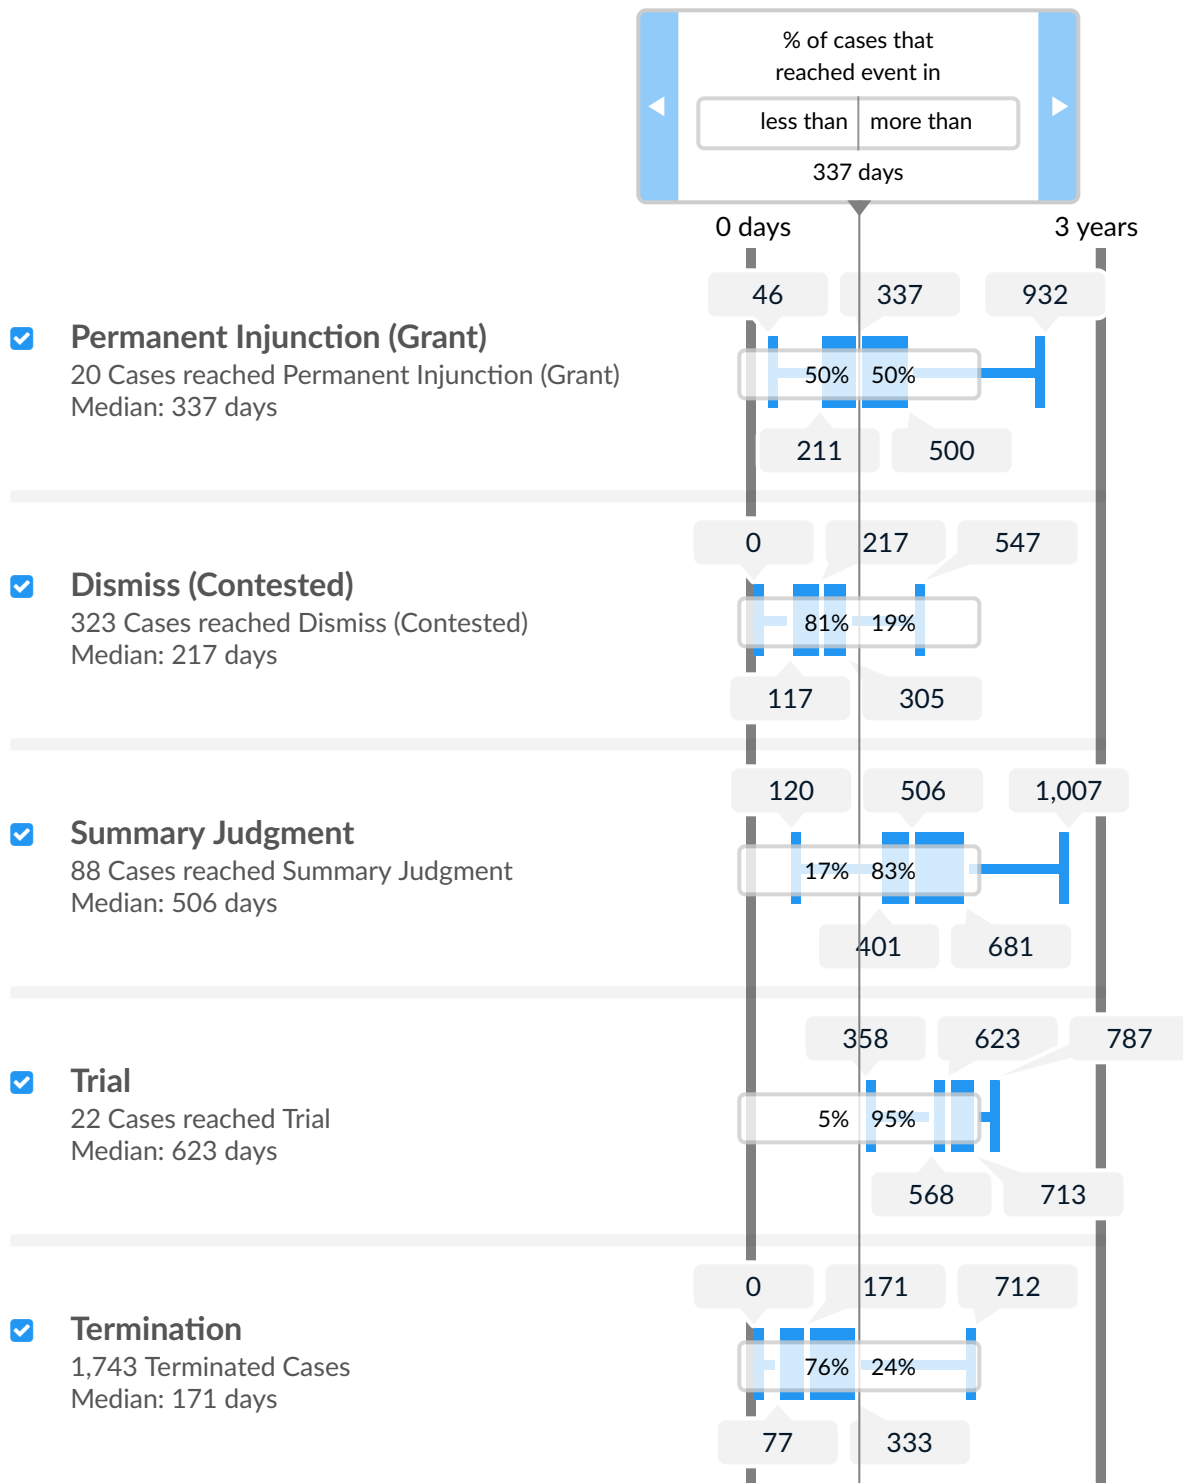 % of cases that
reached event in
less than more than
337 days
0 days 3 years
46 337 932
Permanent Injunction (Grant)
20 Cases reached Permanent Injunction (Grant)
Median: 337 days
50% 50%
211 500
0 217 547
Dismiss (Contested)
323 Cases reached Dismiss (Contested)
Median: 217 days
81% 19%
117 305
120 506 1,007
Summary Judgment
88 Cases reached Summary Judgment
Median: 506 days
17% 83%
401 681
358 623 787
Trial
22 Cases reached Trial
Median: 623 days
5% 95%
568 713
0 171 712
Termination
1,743 Terminated Cases
Median: 171 days
76% 24%
77 333